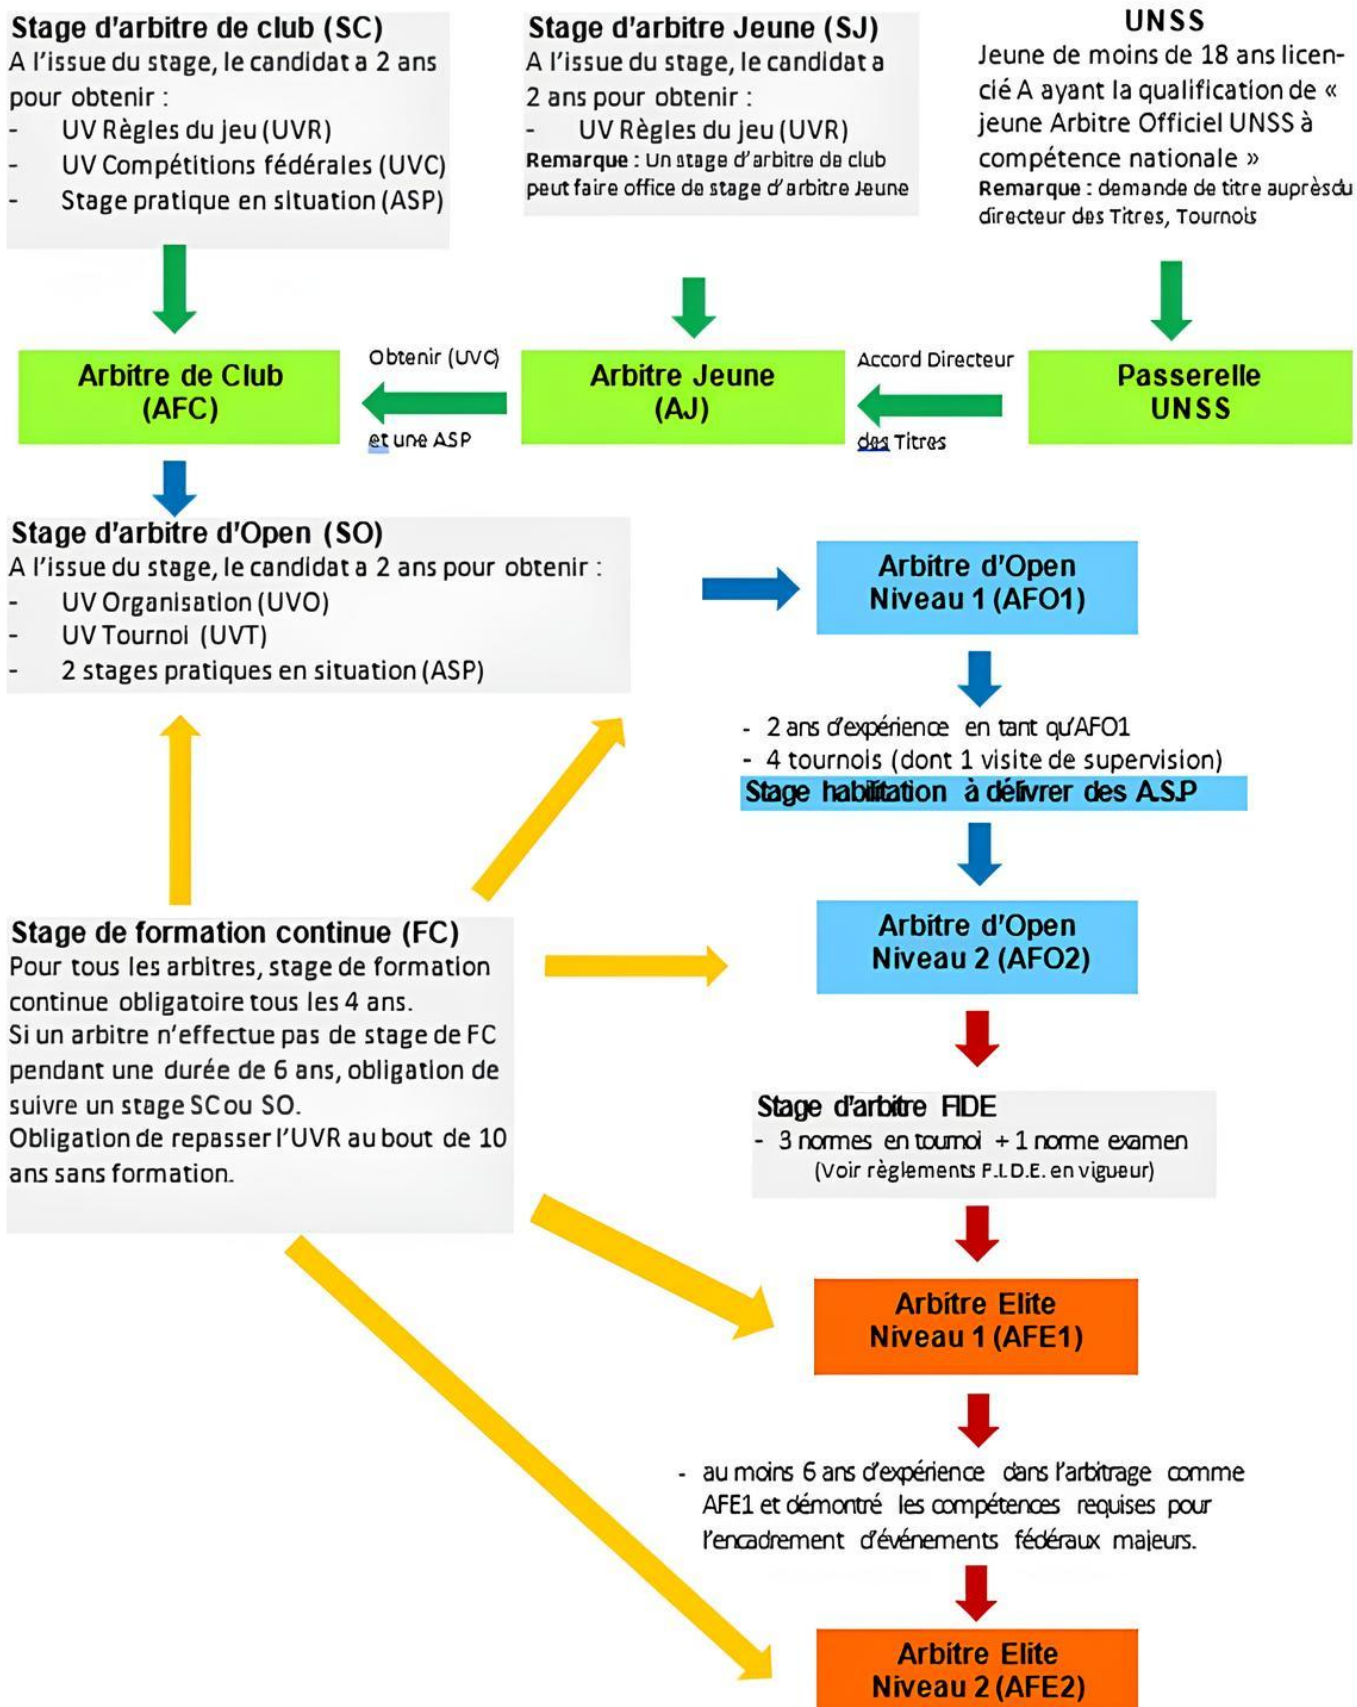 Stage d'arbitre de club (SC)
A l'issue du stage, le candidat a 2 ans
pour obtenir :
- UV Règles du jeu (UVR)
- UV Compétitions fédérales (UVC)
- Stage pratique en situation (ASP)
Stage d'arbitre Jeune (SJ)
A l'issue du stage, le candidat a
2 ans pour obtenir :
- UV Règles du jeu (UVR)
Remarque : Un stage d'arbitre de club
peut faire office de stage d'arbitre Jeune
UNSS
Jeune de moins de 18 ans licen-
cié A ayant la qualification de «
jeune Arbitre Officiel UNSS à
compétence nationale »
Remarque : demande de titre auprèsdu
directeur des Titres, Tournois
Arbitre de Club
(AFC)
Obtenir (UVC)
et une ASP
Arbitre Jeune
(AJ)
Accord Directeur
des Titres
Passerelle
UNSS
Stage d'arbitre d'Open (SO)
A l'issue du stage, le candidat a 2 ans pour obtenir :
- UV Organisation (UVO)
- UV Tournoi (UVT)
- 2 stages pratiques en situation (ASP)
Arbitre d'Open
Niveau 1 (AFO1)
- 2 ans d'expérience en tant qu'AFO1
- 4 tournois (dont 1 visite de supervision)
Stage habilitation à délivrer des A.S.P
Arbitre d'Open
Niveau 2 (AFO2)
Stage de formation continue (FC)
Pour tous les arbitres, stage de formation
continue obligatoire tous les 4 ans.
Si un arbitre n'effectue pas de stage de FC
pendant une durée de 6 ans, obligation de
suivre un stage SC ou SO.
Obligation de repasser l'UVR au bout de 10
ans sans formation.
Stage d'arbitre FIDE
- 3 normes en tournoi + 1 norme examen
(Voir règlements F.I.D.E. en vigueur)
Arbitre Elite
Niveau 1 (AFE1)
- au moins 6 ans d'expérience dans l'arbitrage comme
AFE1 et démontré les compétences requises pour
l'encadrement d'événements fédéraux majeurs.
Arbitre Elite
Niveau 2 (AFE2)